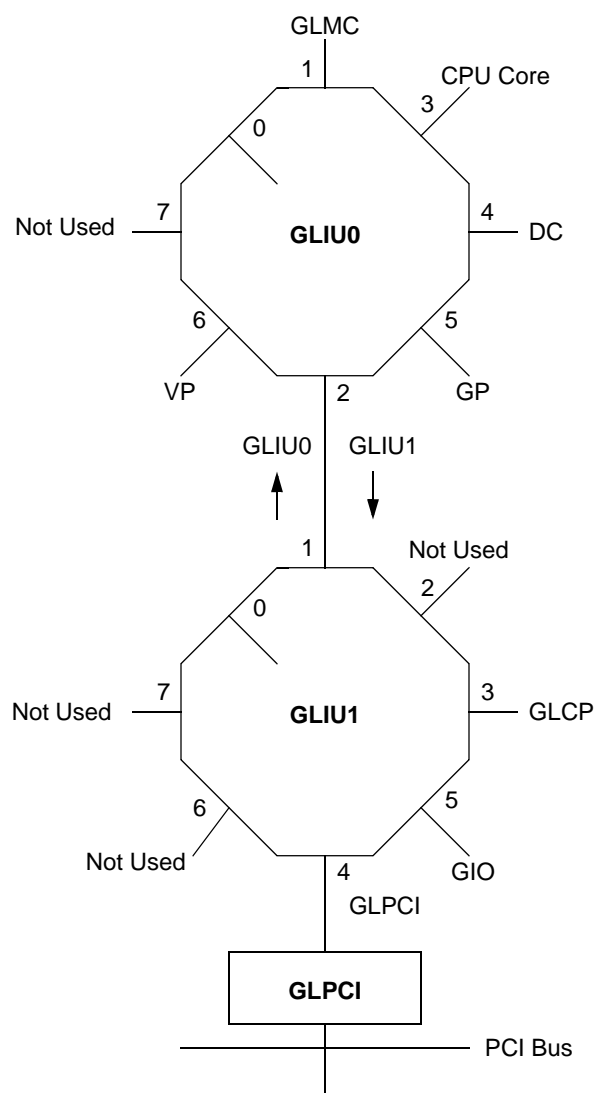 GLMC
1
CPU Core
3
0
7
Not Used
GLIU0
4
DC
6
5
VP
2
GP
GLIU0
GLIU1
1
Not Used
2
0
7
Not Used
GLIU1
3
GLCP
6
5
Not Used
4
GIO
GLPCI
GLPCI
PCI Bus